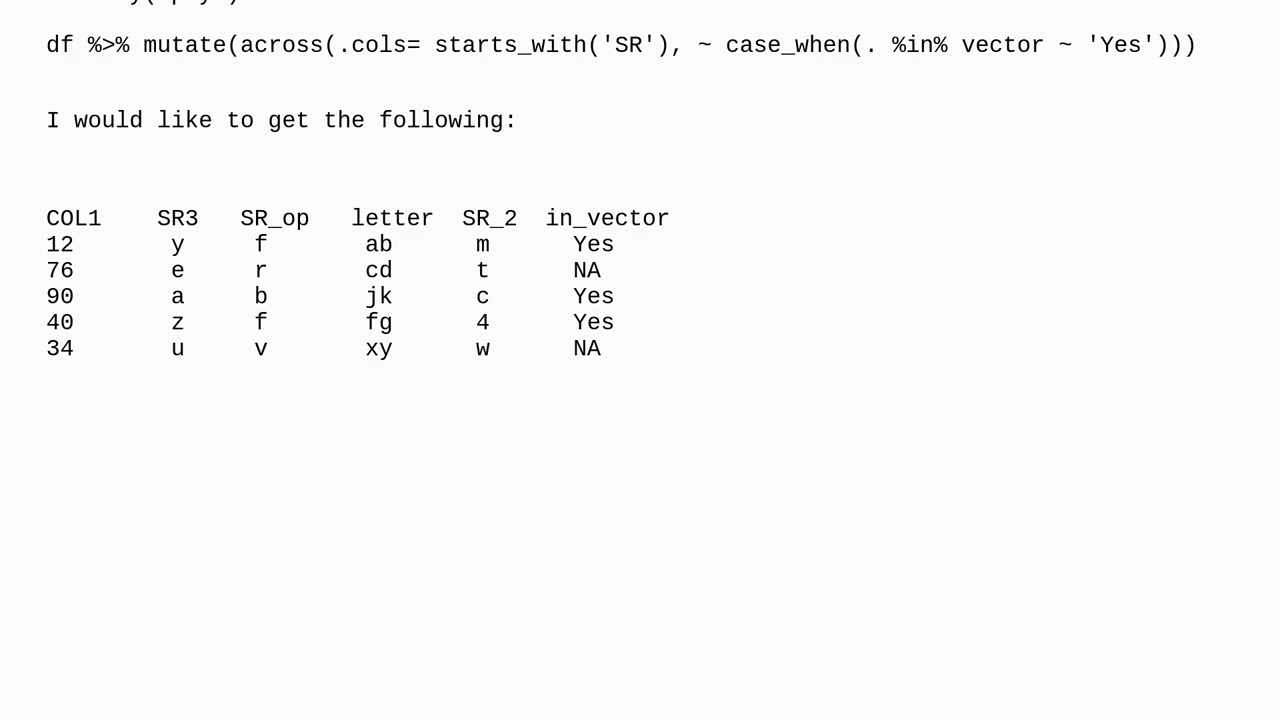 df %>% mutate(across(.cols= starts_with('SR'), ~ case_when(. %in% vector ~ 'Yes')))
I would like to get the following:
COL1    SR3   SR_op   letter  SR_2  in_vector
12       y     f       ab      m      Yes
76       e     r       cd      t      NA
90       a     b       jk      c      Yes
40       z     f       fg      4      Yes
34       u     v       xy      w      NA